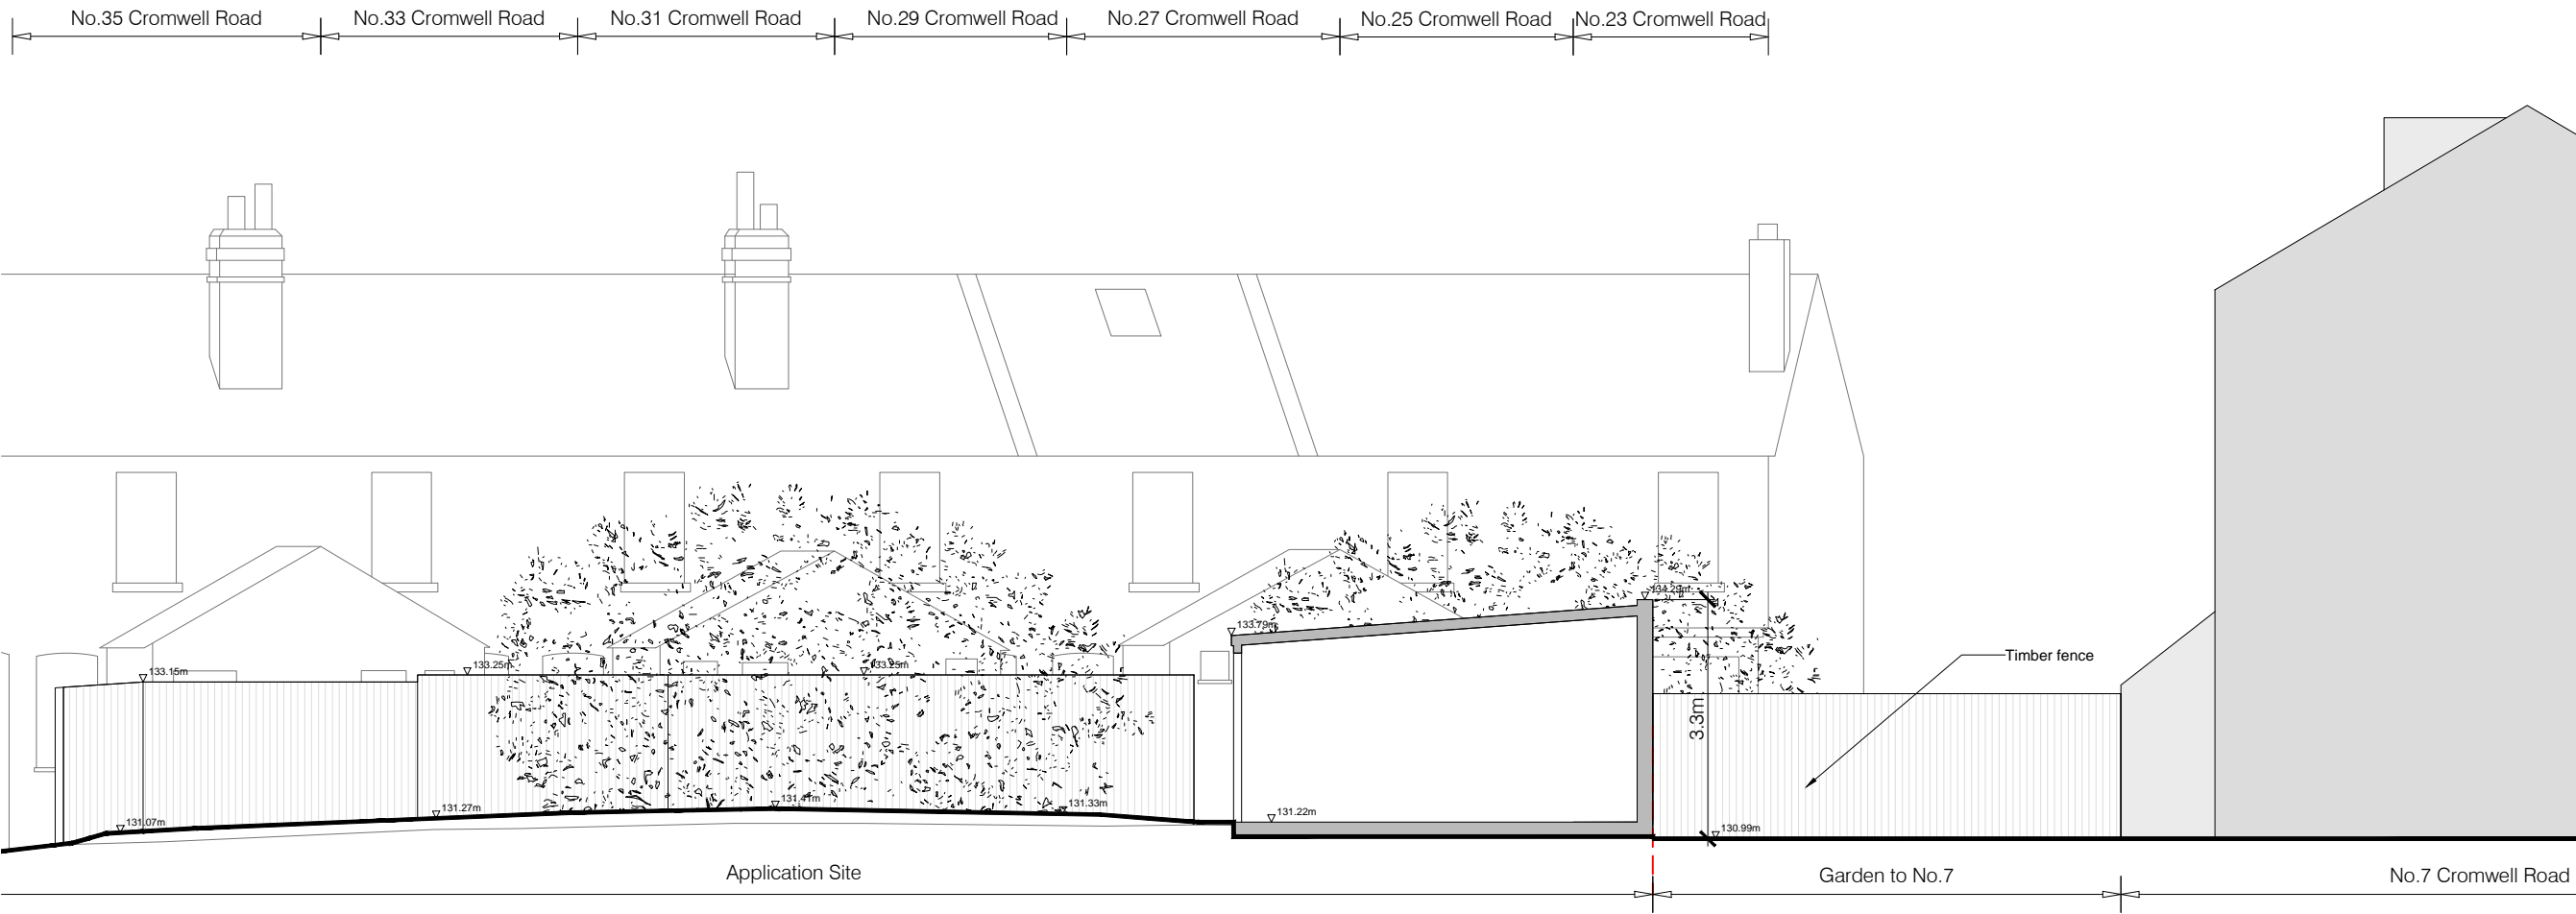 No.35 Cromwell Road
No.33 Cromwell Road
No.31 Cromwell Road
No.29 Cromwell Road
No.27 Cromwell Road
No.25 Cromwell Road
No.23 Cromwell Road
134.29m
133.79m
133.15m
133.25m
133.25m
Timber fence
3.3m
131.07m
131.27m
131.41m
131.33m
131.22m
130.99m
Application Site
Garden to No.7
No.7 Cromwell Road